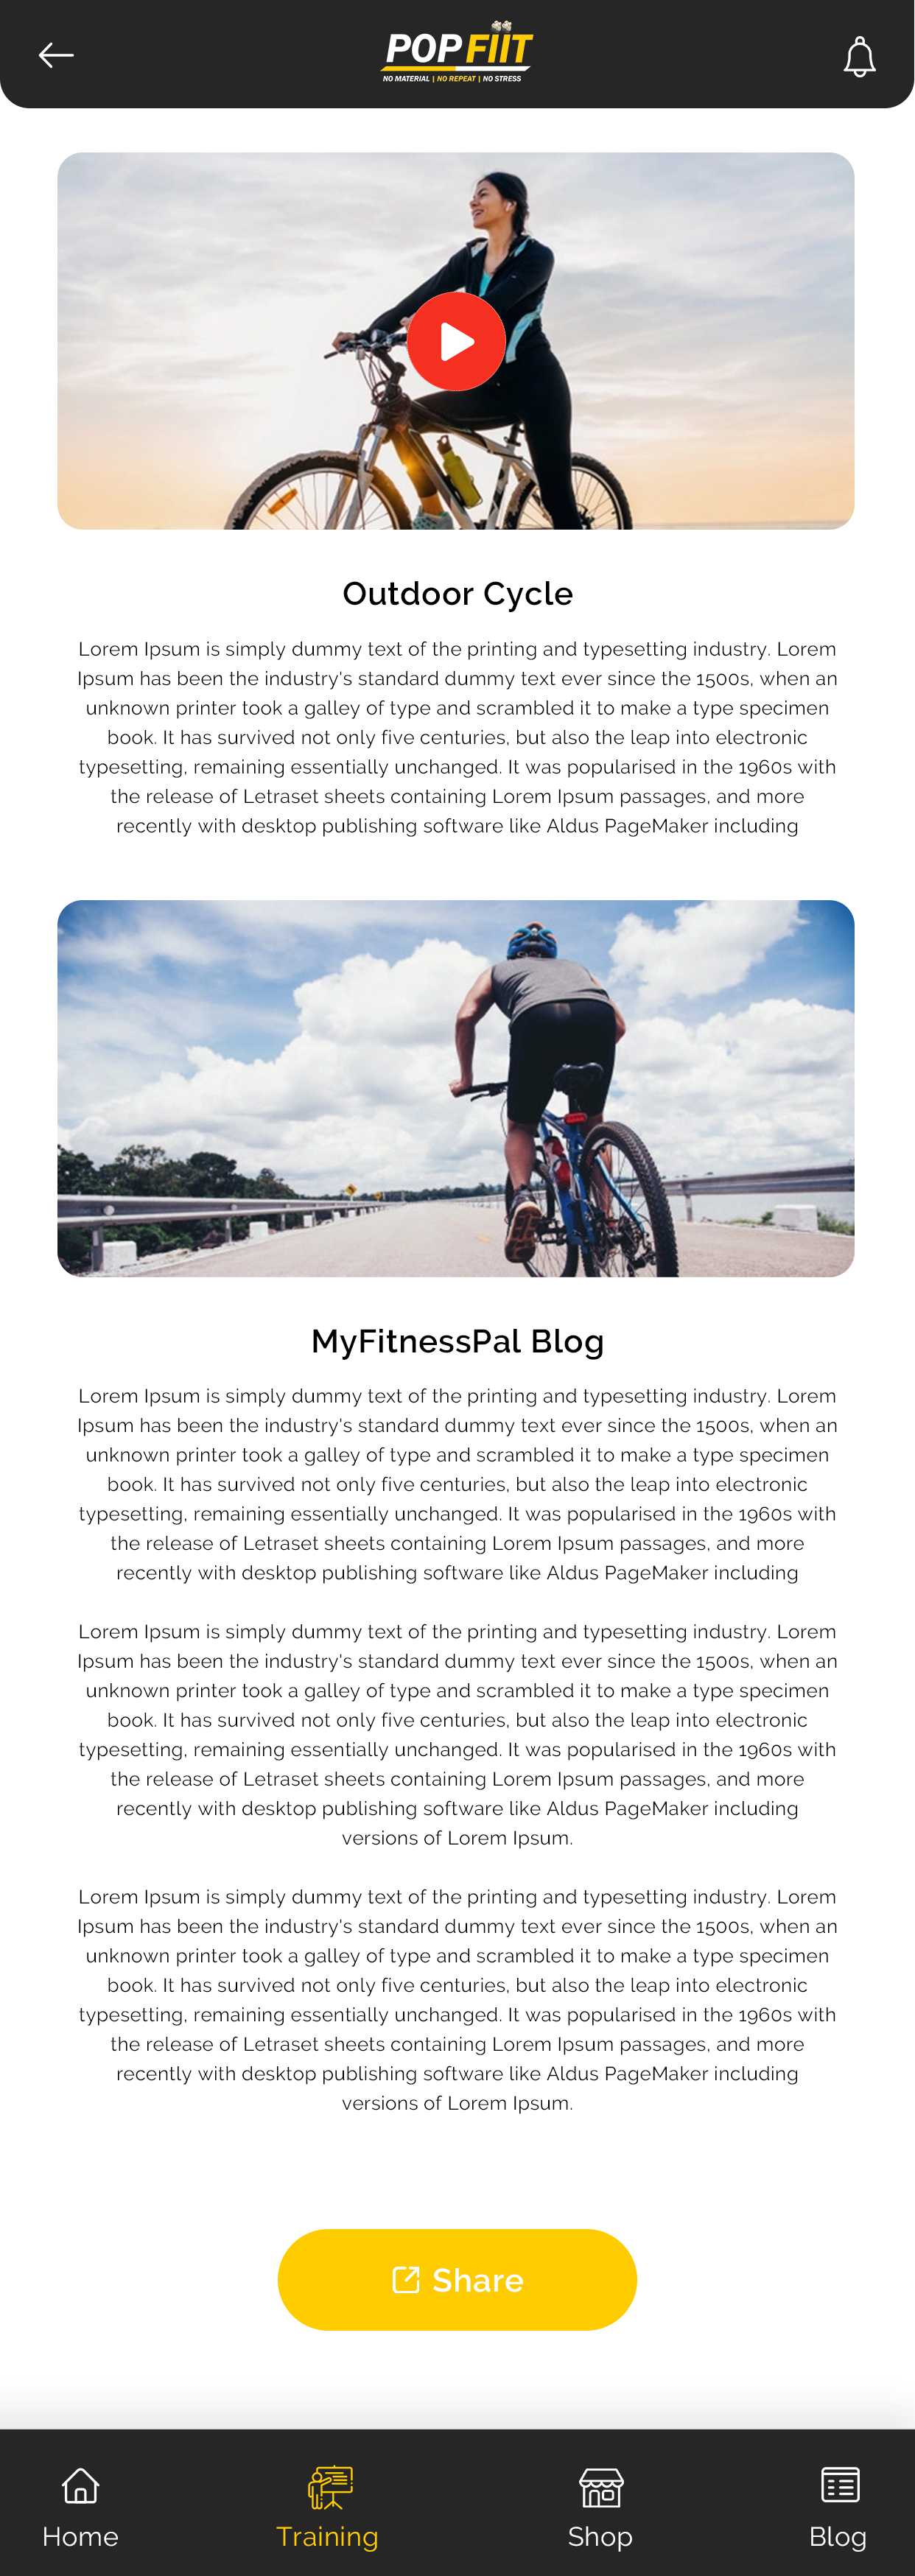 POP FIIT
NO MATERIAL | NO REPEAT | NO STRESS
Outdoor Cycle
Lorem Ipsum is simply dummy text of the printing and typesetting industry. Lorem
Ipsum has been the industry's standard dummy text ever since the 1500s, when an
unknown printer took a galley of type and scrambled it to make a type specimen
book. It has survived not only five centuries, but also the leap into electronic
typesetting, remaining essentially unchanged. It was popularised in the 1960s with
the release of Letraset sheets containing Lorem Ipsum passages, and more
recently with desktop publishing software like Aldus PageMaker including
MyFitnessPal Blog
Lorem Ipsum is simply dummy text of the printing and typesetting industry. Lorem
Ipsum has been the industry's standard dummy text ever since the 1500s, when an
unknown printer took a galley of type and scrambled it to make a type specimen
book. It has survived not only five centuries, but also the leap into electronic
typesetting, remaining essentially unchanged. It was popularised in the 1960s with
the release of Letraset sheets containing Lorem Ipsum passages, and more
recently with desktop publishing software like Aldus PageMaker including
Lorem Ipsum is simply dummy text of the printing and typesetting industry. Lorem
Ipsum has been the industry's standard dummy text ever since the 1500s, when an
unknown printer took a galley of type and scrambled it to make a type specimen
book. It has survived not only five centuries, but also the leap into electronic
typesetting, remaining essentially unchanged. It was popularised in the 1960s with
the release of Letraset sheets containing Lorem Ipsum passages, and more
recently with desktop publishing software like Aldus PageMaker including
versions of Lorem Ipsum.
Lorem Ipsum is simply dummy text of the printing and typesetting industry. Lorem
Ipsum has been the industry's standard dummy text ever since the 1500s, when an
unknown printer took a galley of type and scrambled it to make a type specimen
book. It has survived not only five centuries, but also the leap into electronic
typesetting, remaining essentially unchanged. It was popularised in the 1960s with
the release of Letraset sheets containing Lorem Ipsum passages, and more
recently with desktop publishing software like Aldus PageMaker including
versions of Lorem Ipsum.
Share
Home
Training
Shop
Blog